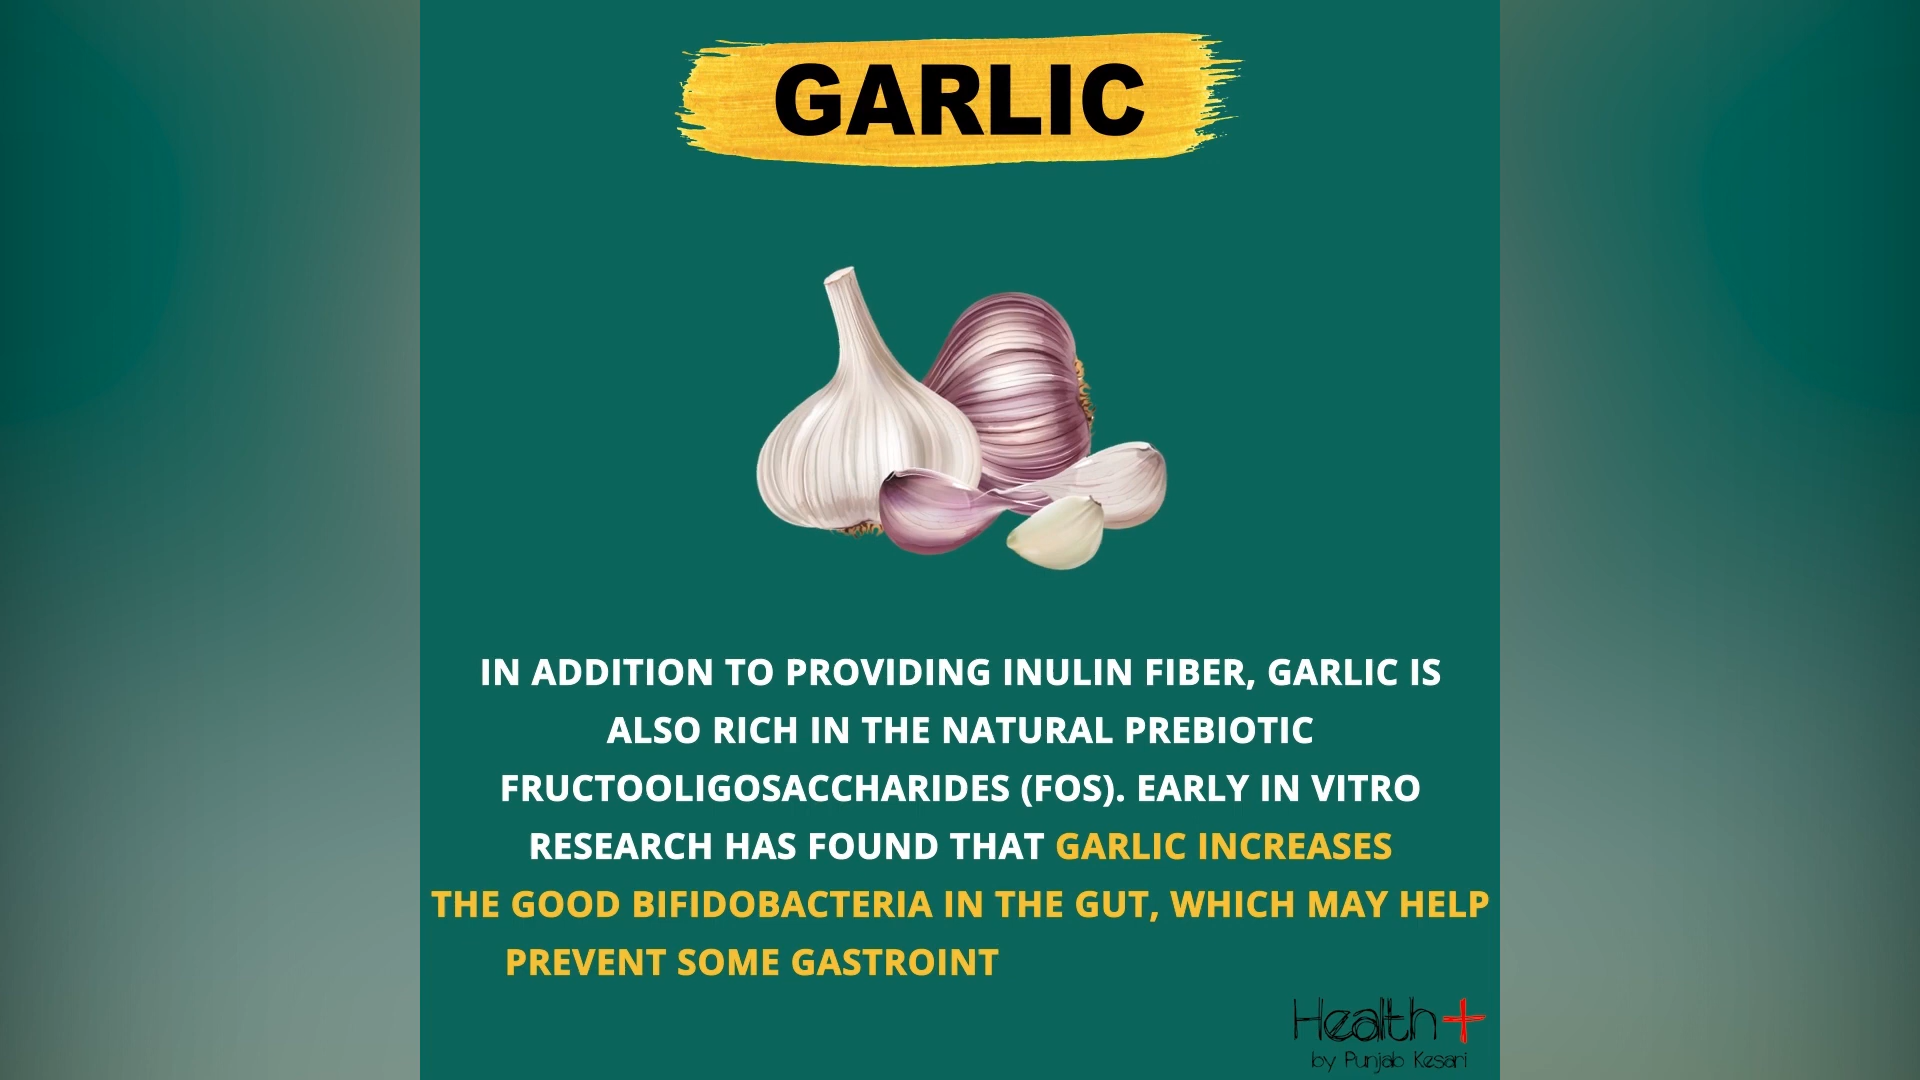 GARLIC
IN ADDITION TO PROVIDING INULIN FIBER, GARLIC IS
ALSO RICH IN THE NATURAL PREBIOTIC
FRUCTOOLIGOSACCHARIDES (FOS). EARLY IN VITRO
RESEARCH HAS FOUND THAT GARLIC INCREASES
THE GOOD BIFIDOBACTERIA IN THE GUT, WHICH MAY HELP
PREVENT SOME GASTROINT
Health+
by Punjab Kesari